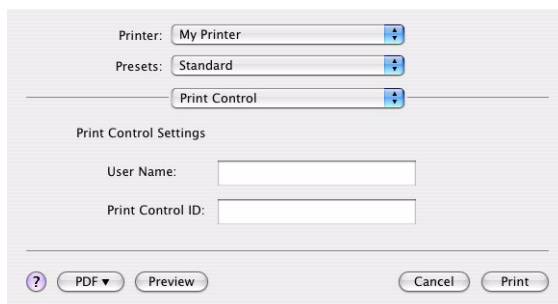 Printer: My Printer
Presets: Standard
Print Control
Print Control Settings
User Name:
Print Control ID:
? PDF▼ Preview Cancel Print